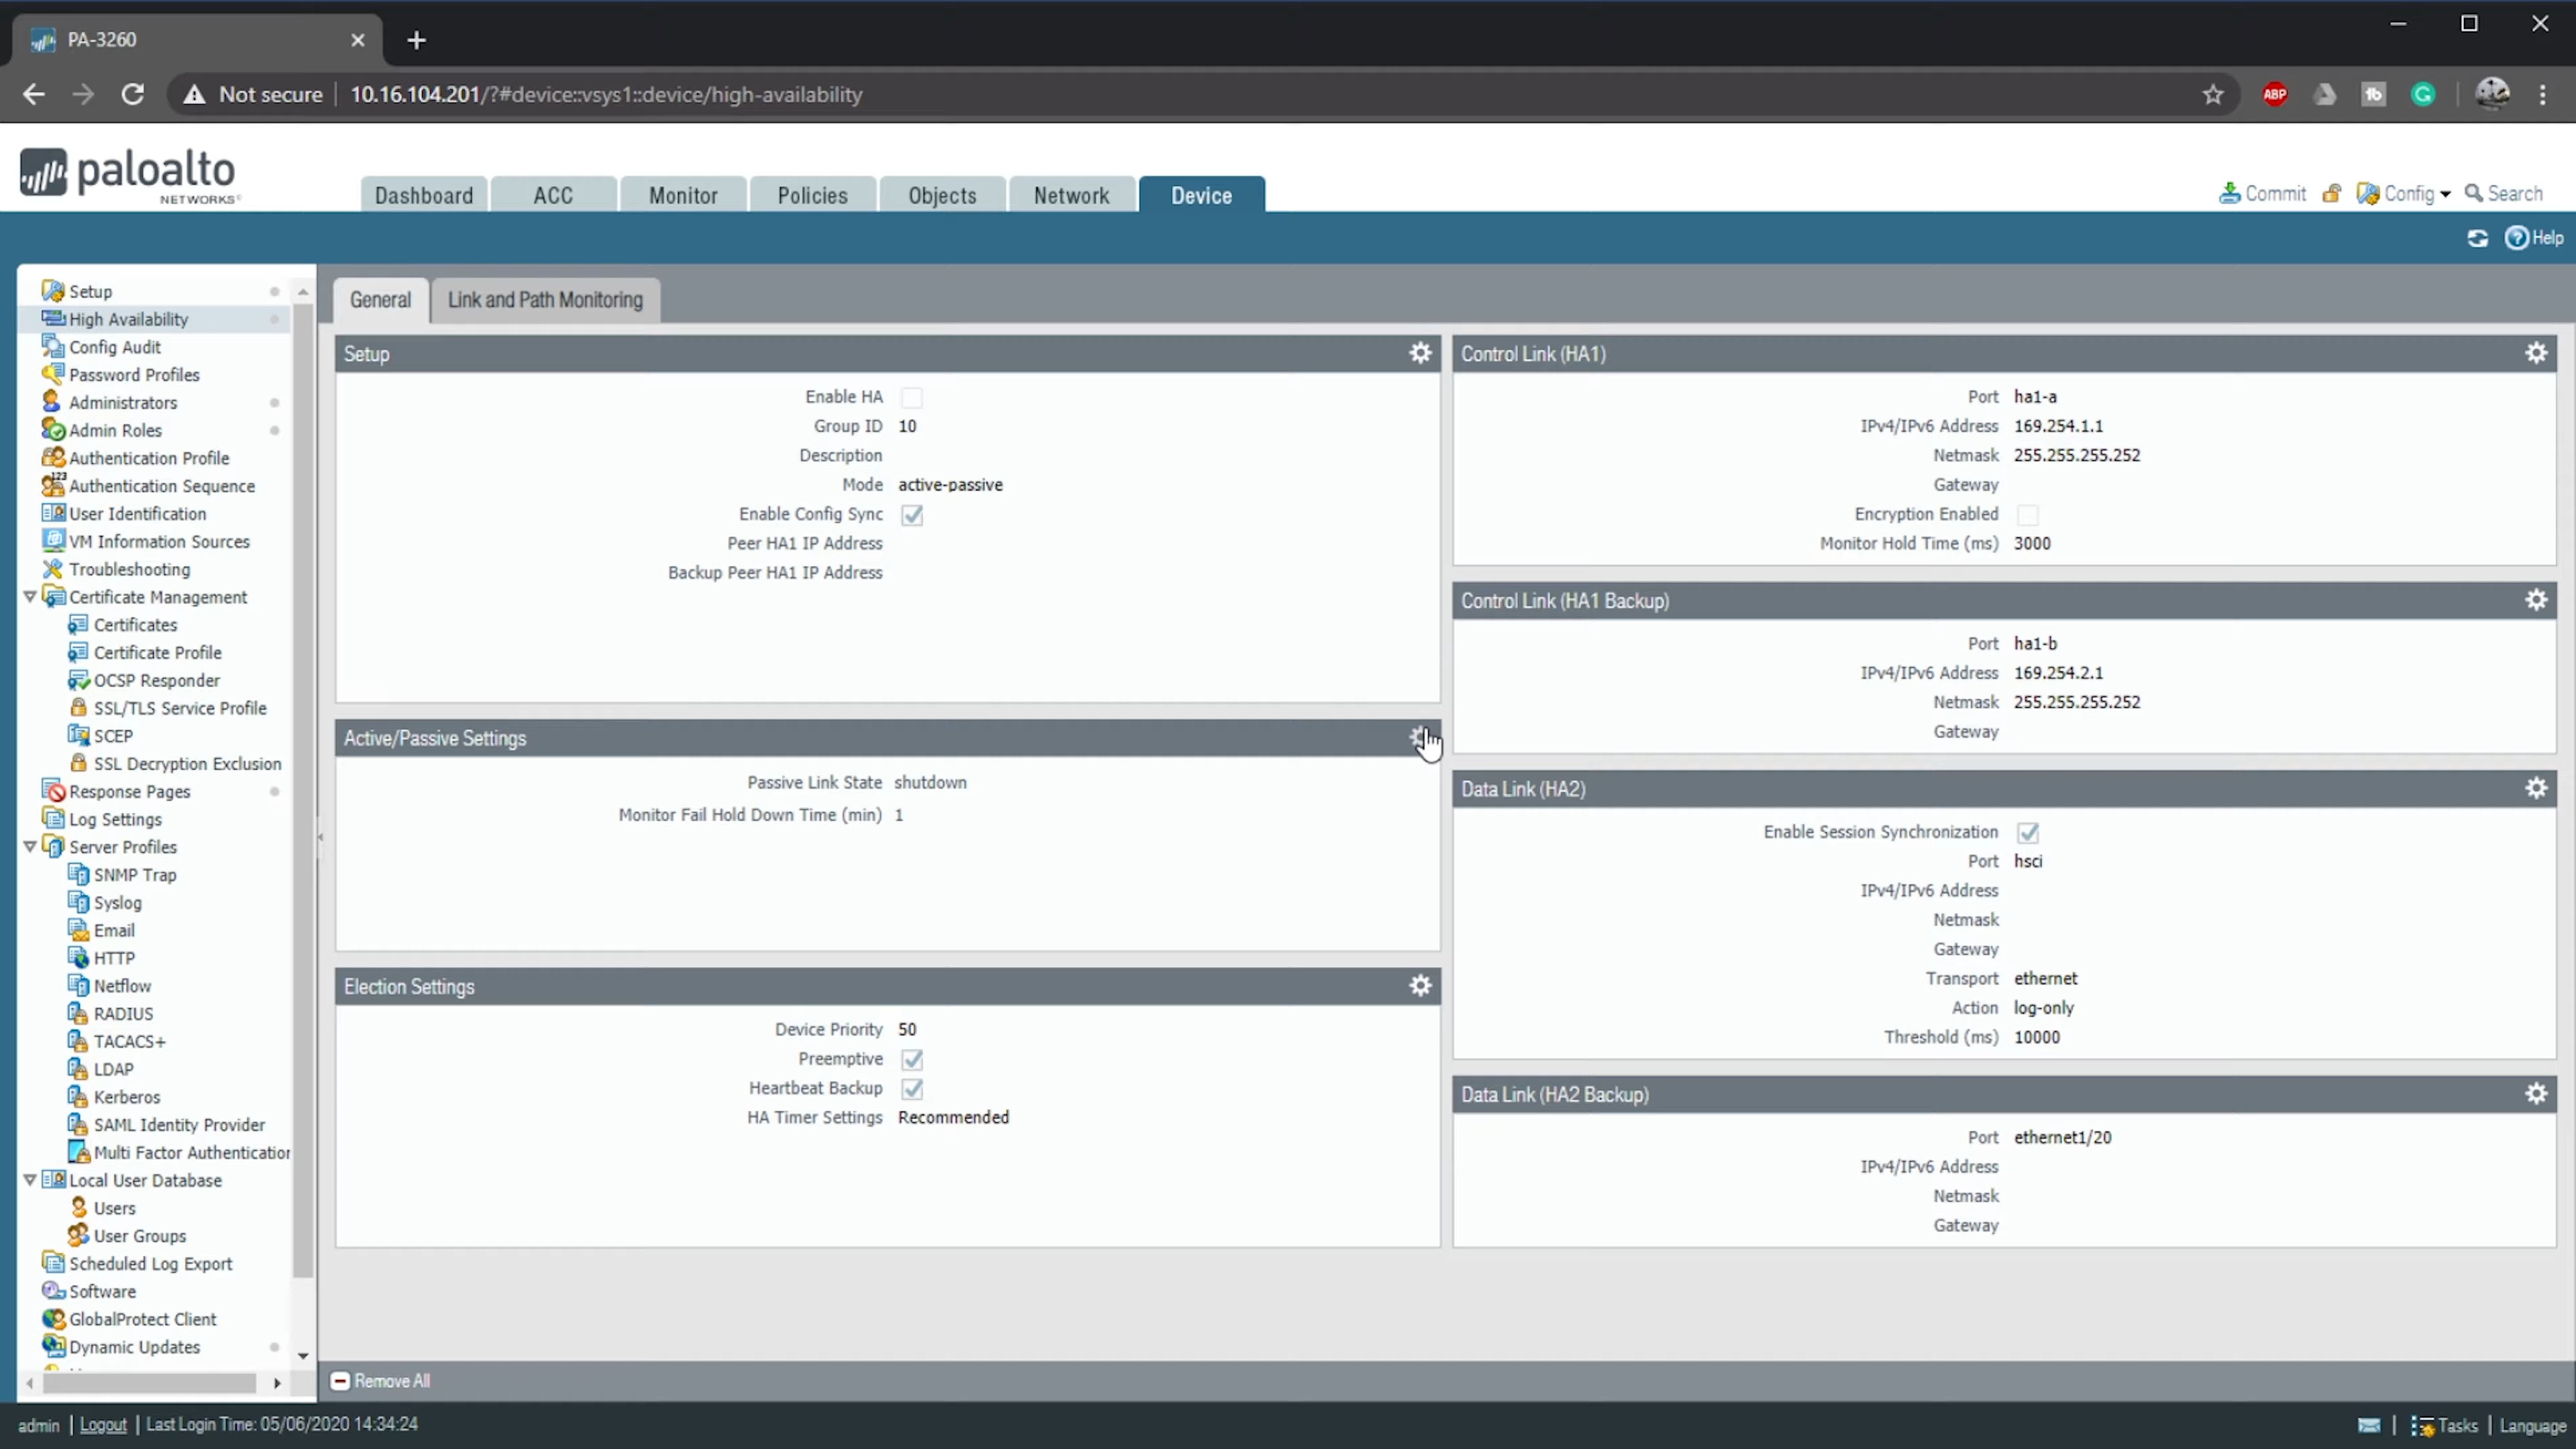 PA-3260
Not secure
10.16.104.201/?#device::vsys1::device/high-availability
ABP
paloalto
NETWORKS
Dashboard
ACC
Monitor
Policies
Objects
Network
Device
Commit
Config
Search
Help
Setup
High Availability
Config Audit
Password Profiles
Administrators
Admin Roles
Authentication Profile
Authentication Sequence
User Identification
VM Information Sources
Troubleshooting
Certificate Management
Certificates
Certificate Profile
OCSP Responder
SSL/TLS Service Profile
SCEP
SSL Decryption Exclusion
Response Pages
Log Settings
Server Profiles
SNMP Trap
Syslog
Email
HTTP
Netflow
RADIUS
TACACS+
LDAP
Kerberos
SAML Identity Provider
Multi Factor Authentication
Local User Database
Users
User Groups
Scheduled Log Export
Software
GlobalProtect Client
Dynamic Updates
General
Link and Path Monitoring
Setup
Enable HA
Group ID 10
Description
Mode active-passive
Enable Config Sync
Peer HA1 IP Address
Backup Peer HA1 IP Address
Active/Passive Settings
Passive Link State shutdown
Monitor Fail Hold Down Time (min) 1
Election Settings
Device Priority 50
Preemptive
Heartbeat Backup
HA Timer Settings Recommended
Control Link (HA1)
Port ha1-a
IPv4/IPv6 Address 169.254.1.1
Netmask 255.255.255.252
Gateway
Encryption Enabled
Monitor Hold Time (ms) 3000
Control Link (HA1 Backup)
Port ha1-b
IPv4/IPv6 Address 169.254.2.1
Netmask 255.255.255.252
Gateway
Data Link (HA2)
Enable Session Synchronization
Port hsci
IPv4/IPv6 Address
Netmask
Gateway
Transport ethernet
Action log-only
Threshold (ms) 10000
Data Link (HA2 Backup)
Port ethernet1/20
IPv4/IPv6 Address
Netmask
Gateway
Remove All
admin | Logout | Last Login Time: 05/06/2020 14:34:24
Tasks | Language